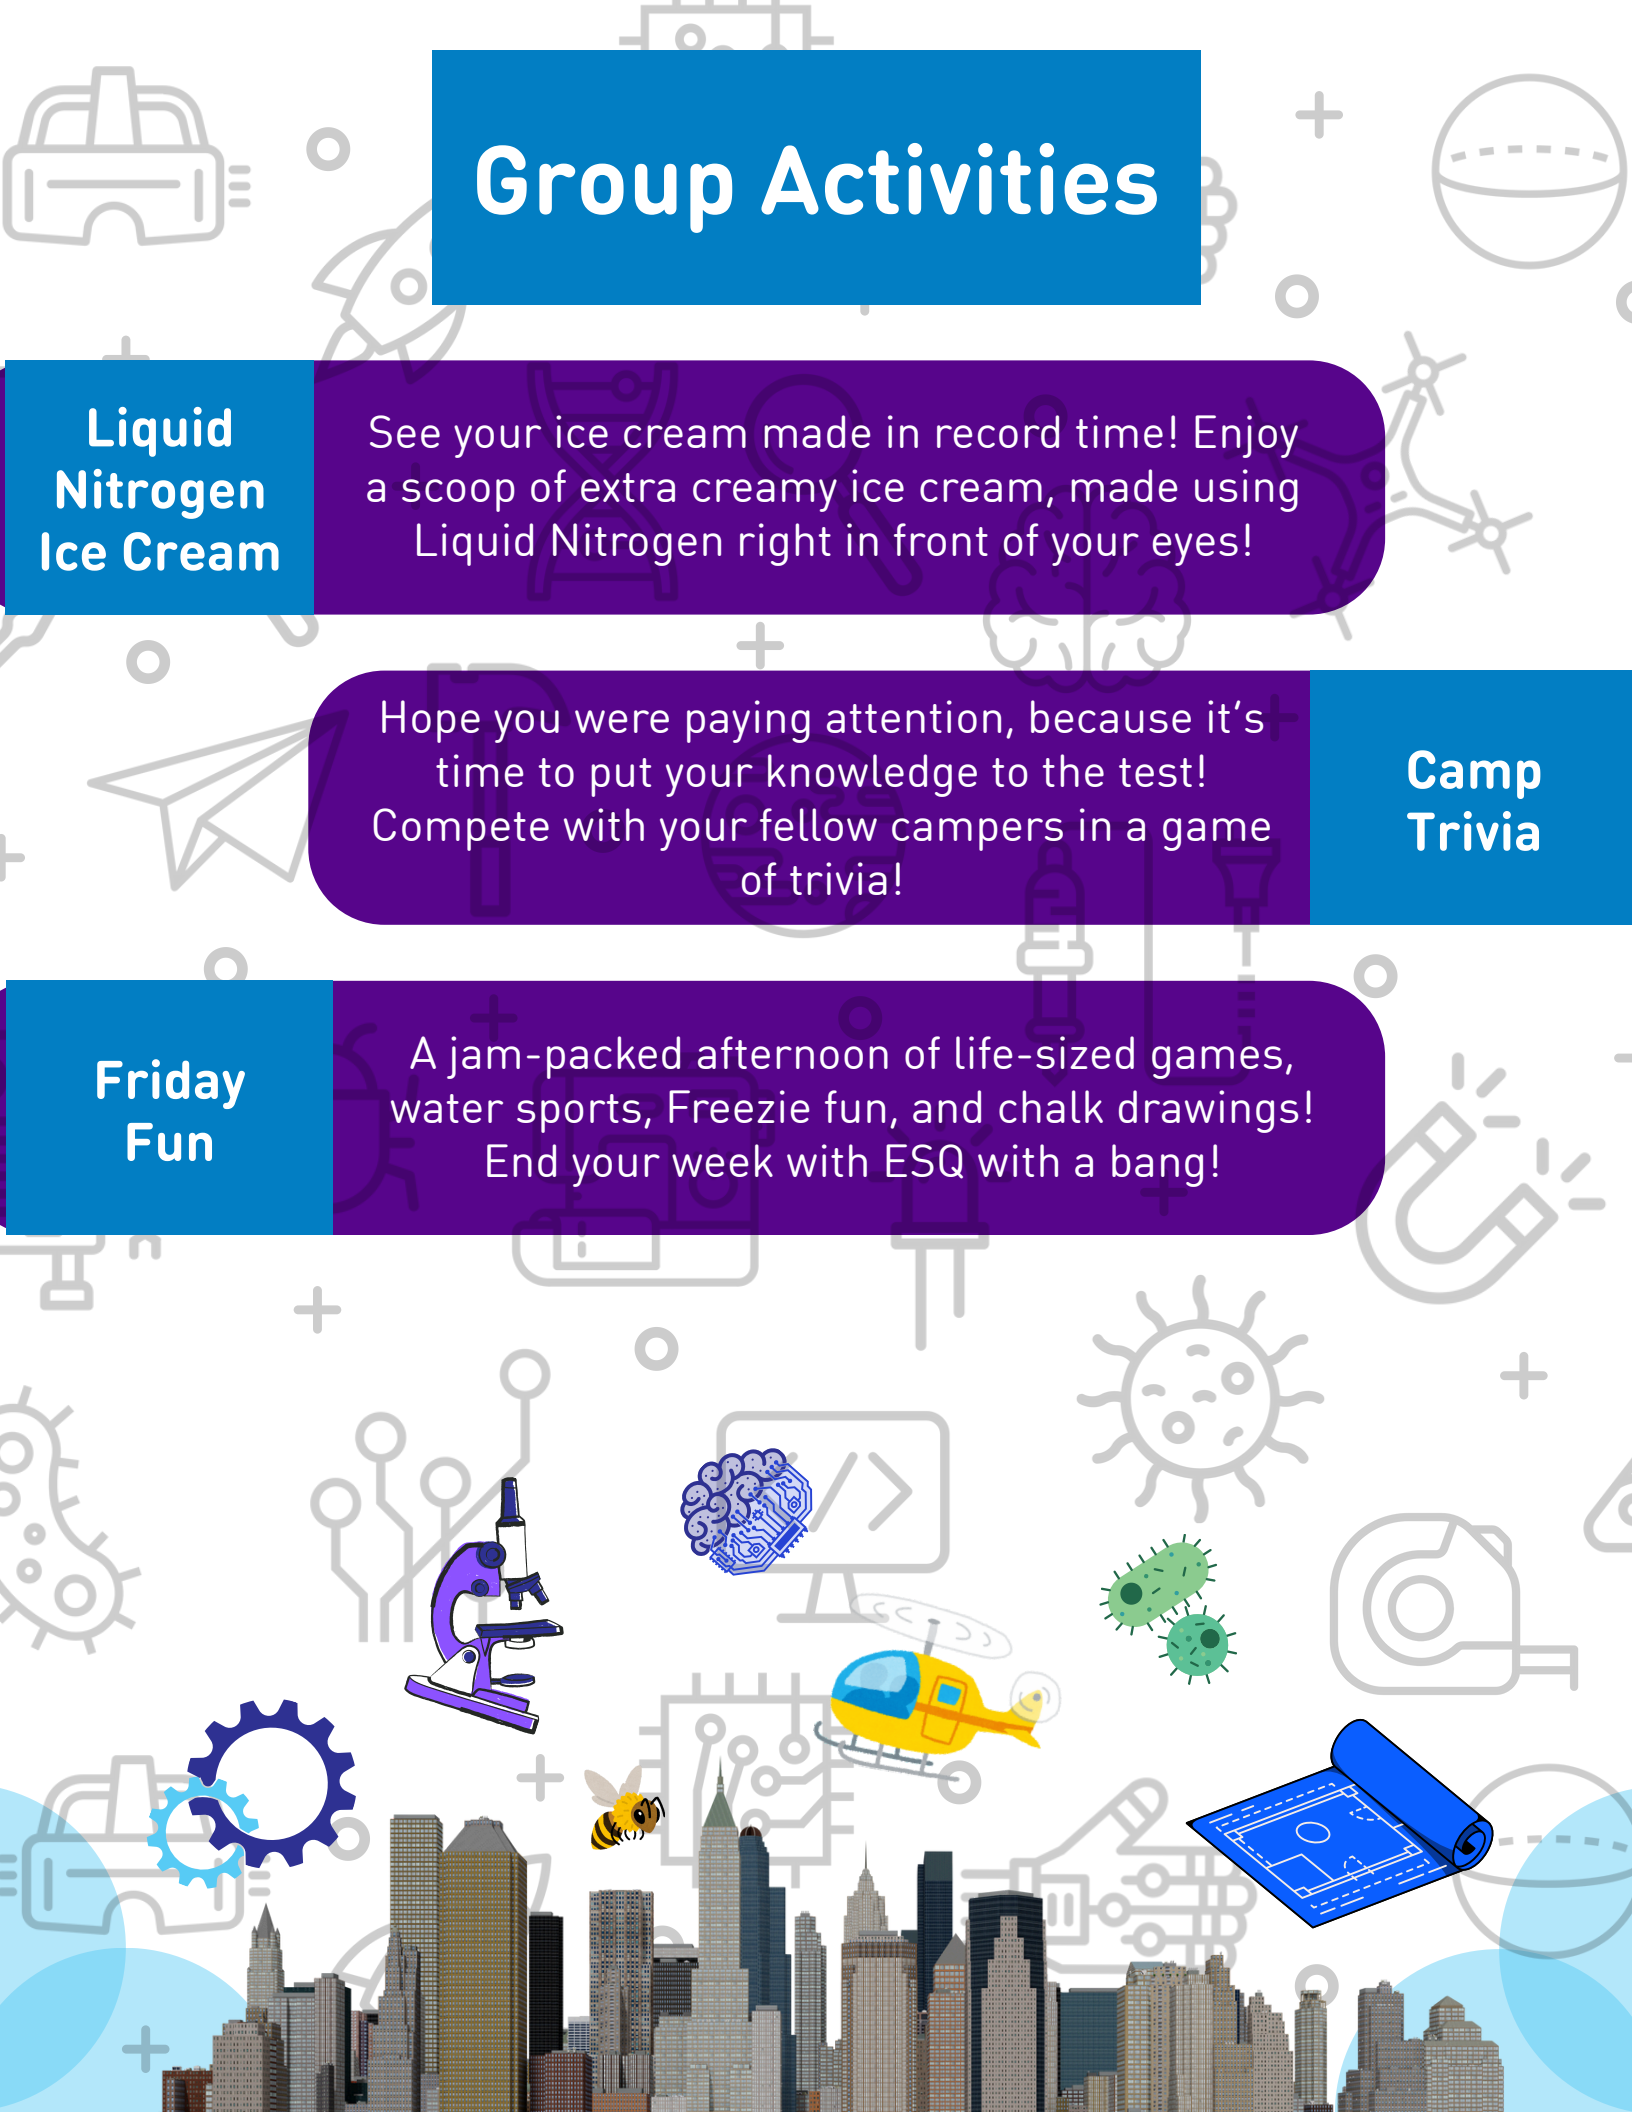 Group Activities
Liquid
Nitrogen
Ice Cream
See your ice cream made in record time! Enjoy
a scoop of extra creamy ice cream, made using
Liquid Nitrogen right in front of your eyes!
Hope you were paying attention, because it’s
time to put your knowledge to the test!
Compete with your fellow campers in a game
of trivia!
Camp
Trivia
Friday
Fun
A jam-packed afternoon of life-sized games,
water sports, Freezie fun, and chalk drawings!
End your week with ESQ with a bang!